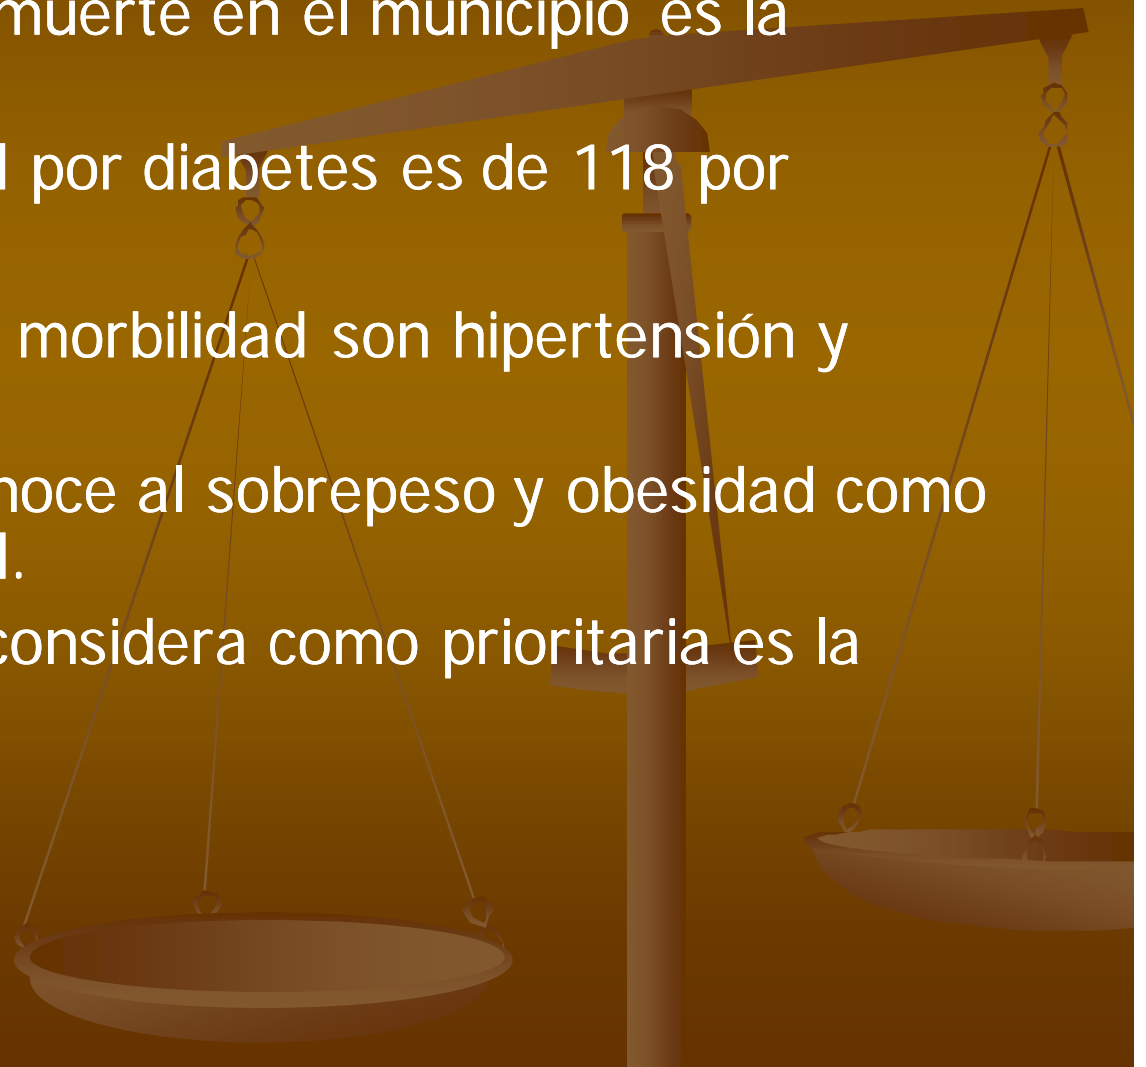 muerte en el municipio es la
l por diabetes es de 118 por
morbilidad son hipertensión y
noce al sobrepeso y obesidad como
l.
considera como prioritaria es la